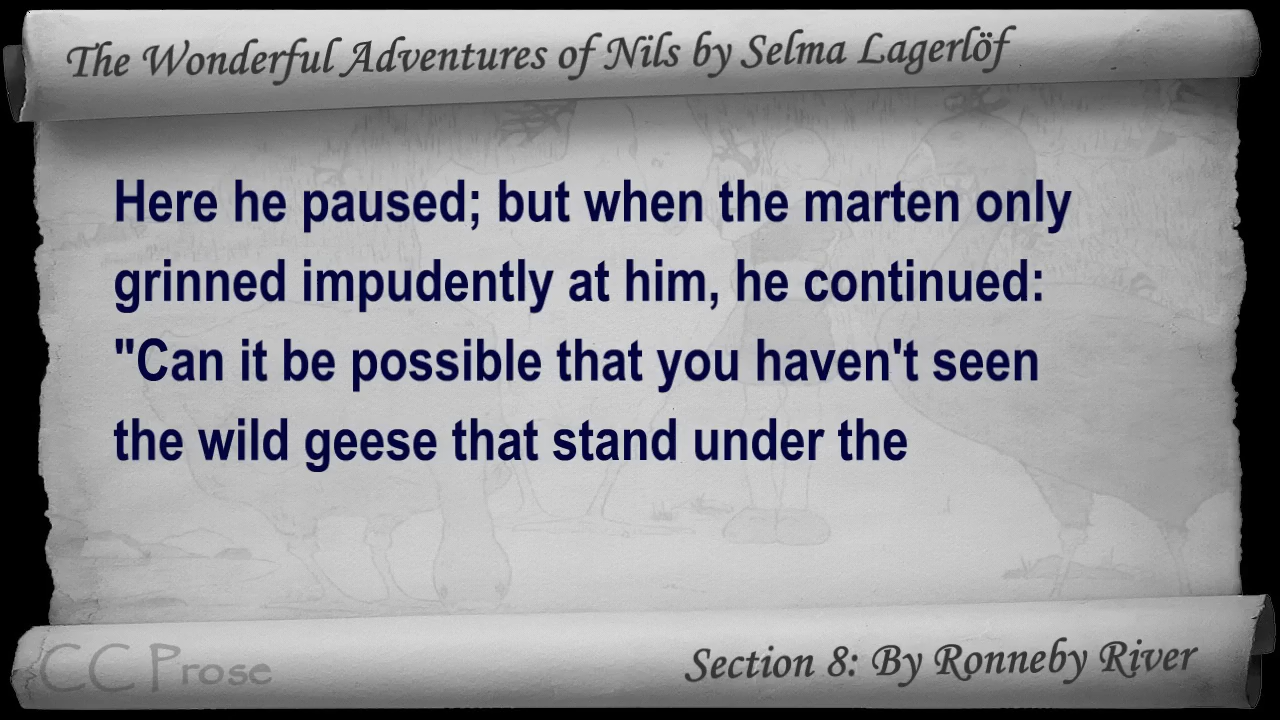 The Wonderful Adventures of Nils by Selma Lagerlöf
Here he paused; but when the marten only
grinned impudently at him, he continued:
"Can it be possible that you haven't seen
the wild geese that stand under the
CC Prose
Section 8: By Ronneby River